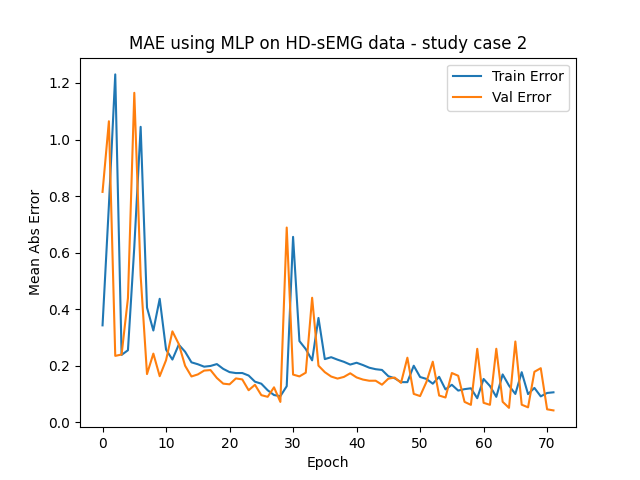 MAE using MLP on HD-sEMG data - study case 2
Train Error
Val Error
Mean Abs Error
1.2
1.0
0.8
0.6
0.4
0.2
0.0
0 10 20 30 40 50 60 70
Epoch